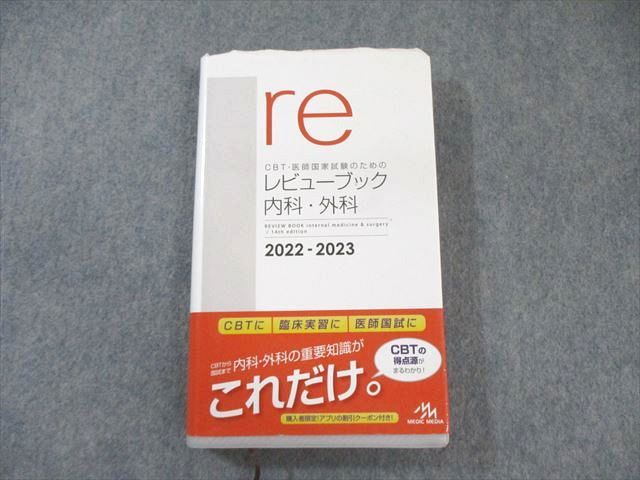 re
CBT・医師国家試験のための
レビューブック
内科・外科
REVIEW BOOK internal medicine & surgery
/ 14th edition
2022-2023
CBTに 臨床実習に 医師国試に
CBTから
国試まで
内科・外科の重要知識が
これだけ。
CBTの
得点源が
まるわかり!
購入者限定!アプリの割引クーポン付き!
MEDIC MEDIA